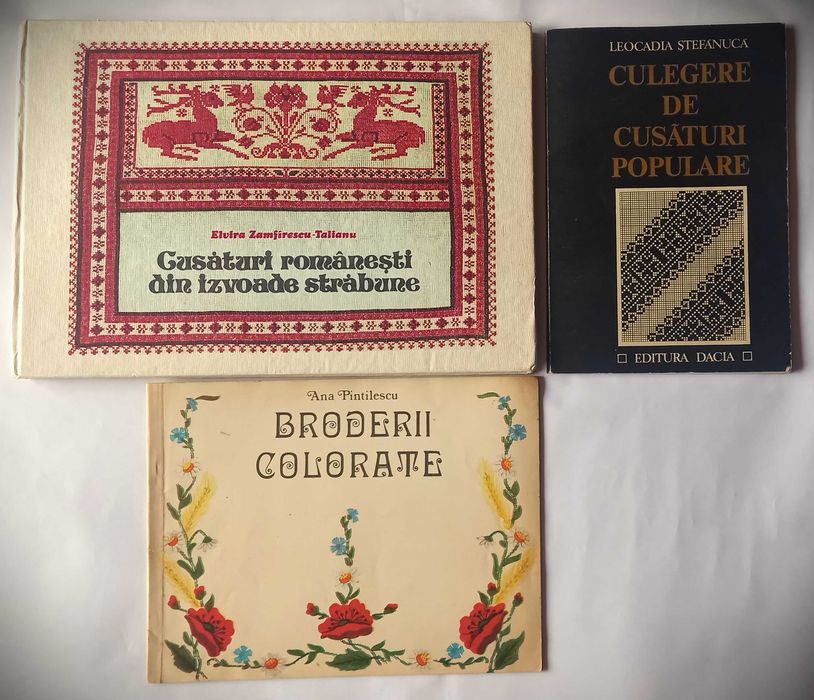 Elvira Zamfirescu-Talianu
Cusături românești
din izvoade străbune
LEOCADIA ȘTEFĂNUCĂ
CULEGERE
DE
CUSĂTURI
POPULARE
EDITURA DACIA
Ana Pintilescu
BRODERII
COLORATE